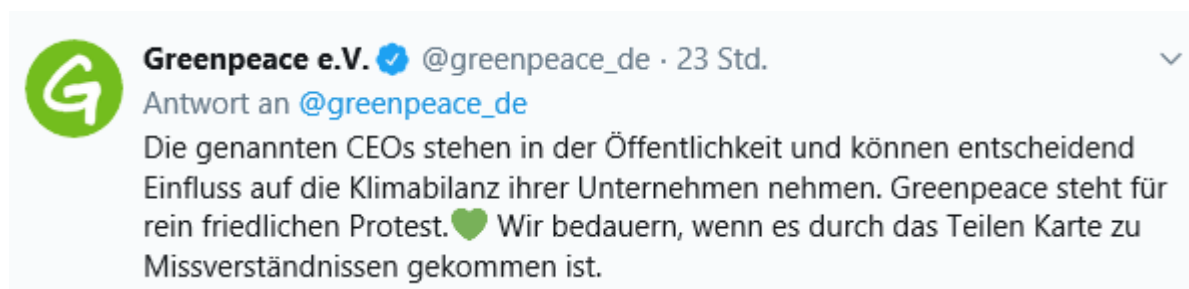 Greenpeace e.V. @greenpeace_de · 23 Std.
Antwort an @greenpeace_de
Die genannten CEOs stehen in der Öffentlichkeit und können entscheidend
Einfluss auf die Klimabilanz ihrer Unternehmen nehmen. Greenpeace steht für
rein friedlichen Protest.💚 Wir bedauern, wenn es durch das Teilen Karte zu
Missverständnissen gekommen ist.